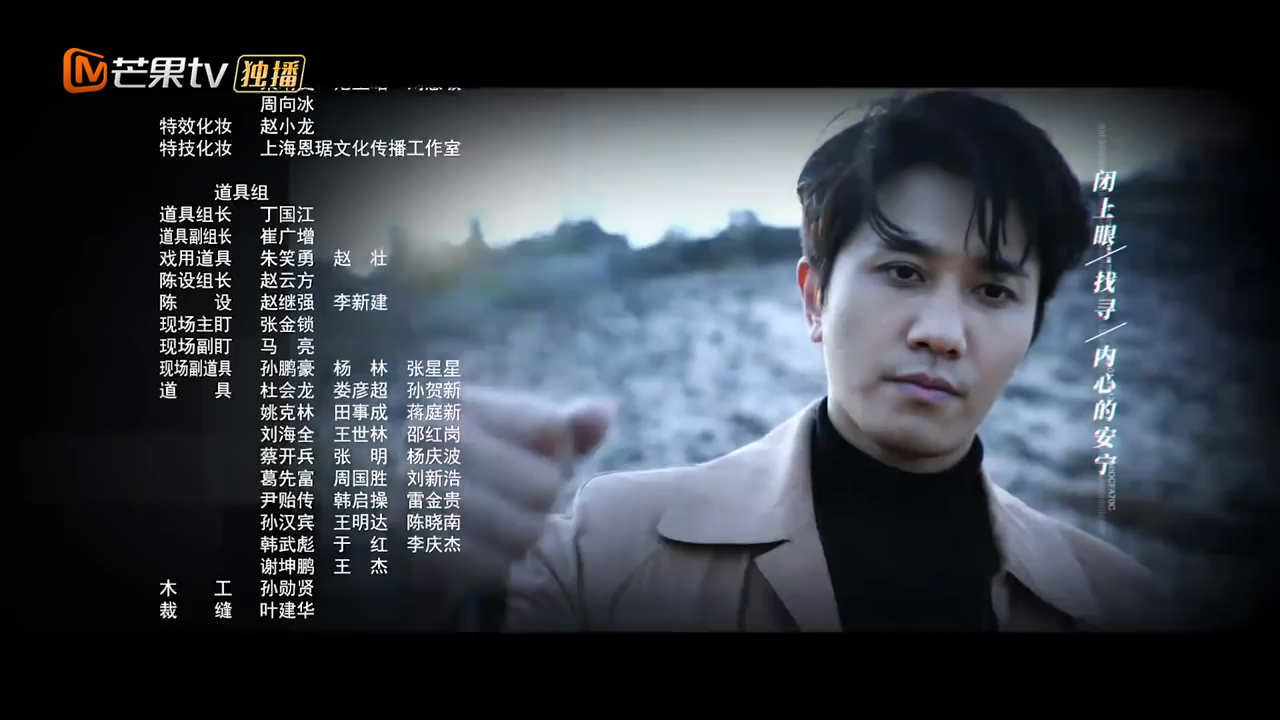 芒果tv 独播
周向冰
特效化妆 赵小龙
特技化妆 上海恩琚文化传播工作室
道具组
道具组长 丁国江
道具副组长 崔广增
戏用道具 朱笑勇 赵 壮
陈设组长 赵云方
陈 设 赵继强 李新建
现场主盯 张金锁
现场副盯 马 亮
现场副道具 孙鹏豪 杨 林 张星星
道 具 杜会龙 娄彦超 孙贺新
姚克林 田事成 蒋庭新
刘海全 王世林 邵红岗
蔡开兵 张 明 杨庆波
葛先富 周国胜 刘新浩
尹贻传 韩启操 雷金贵
孙汉宾 王明达 陈晓南
韩武彪 于 红 李庆杰
谢坤鹏 王 杰
木 工 孙勋贤
裁 缝 叶建华
闭上眼/找寻/内心的安宁